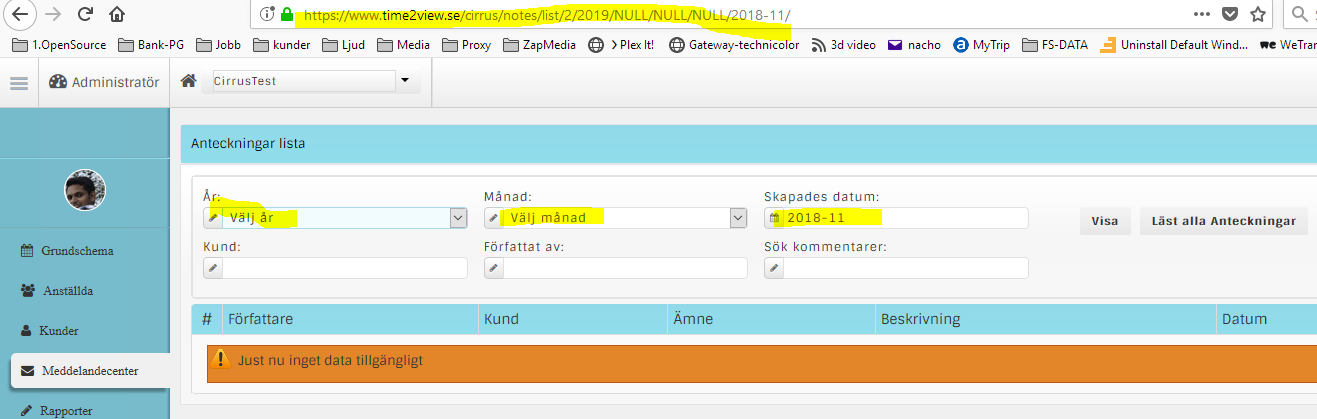 https://www.time2view.se/cirrus/notes/list/2/2019/NULL/NULL/NULL/2018-11/
1.OpenSource Bank-PG Jobb kunder Ljud Media Proxy ZapMedia > Plex It! Gateway-technicolor 3d video nacho MyTrip FS-DATA Uninstall Default Wind... WeTran
Administratör CirrusTest
Anteckningar lista
År: Månad: Skapades datum:
Välj år Välj månad 2018-11 Visa Läst alla Anteckningar
Kund: Författat av: Sök kommentarer:
Grundschema
Anställda
Kunder
Meddelandecenter
Rapporter
# Författare Kund Ämne Beskrivning Datum
Just nu inget data tillgängligt